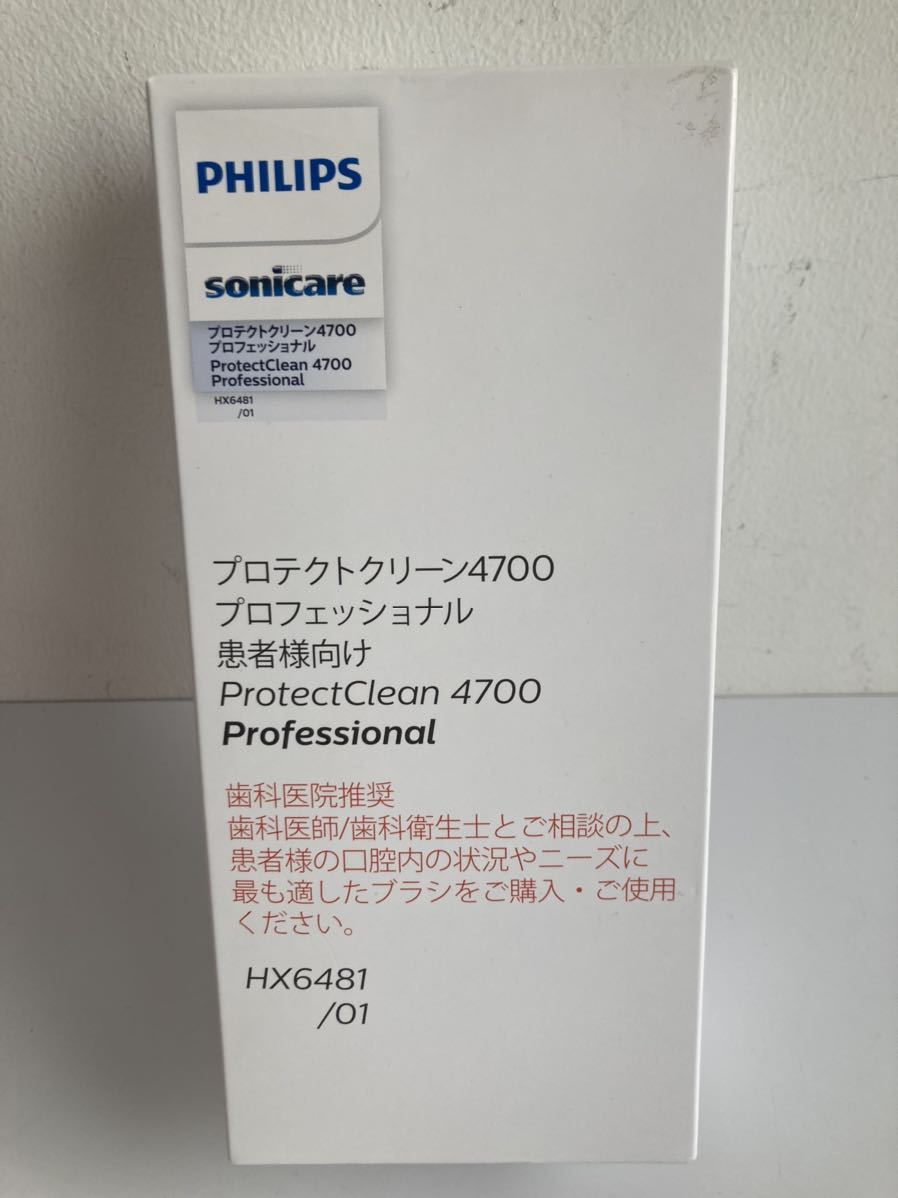 PHILIPS
sonicare
プロテクトクリーン4700
プロフェッショナル
ProtectClean 4700
Professional
HX6481
/01
プロテクトクリーン4700
プロフェッショナル
患者様向け
ProtectClean 4700
Professional
歯科医院推奨
歯科医師/歯科衛生士とご相談の上、
患者様の口腔内の状況やニーズに
最も適したブラシをご購入・ご使用
ください。
HX6481
/01